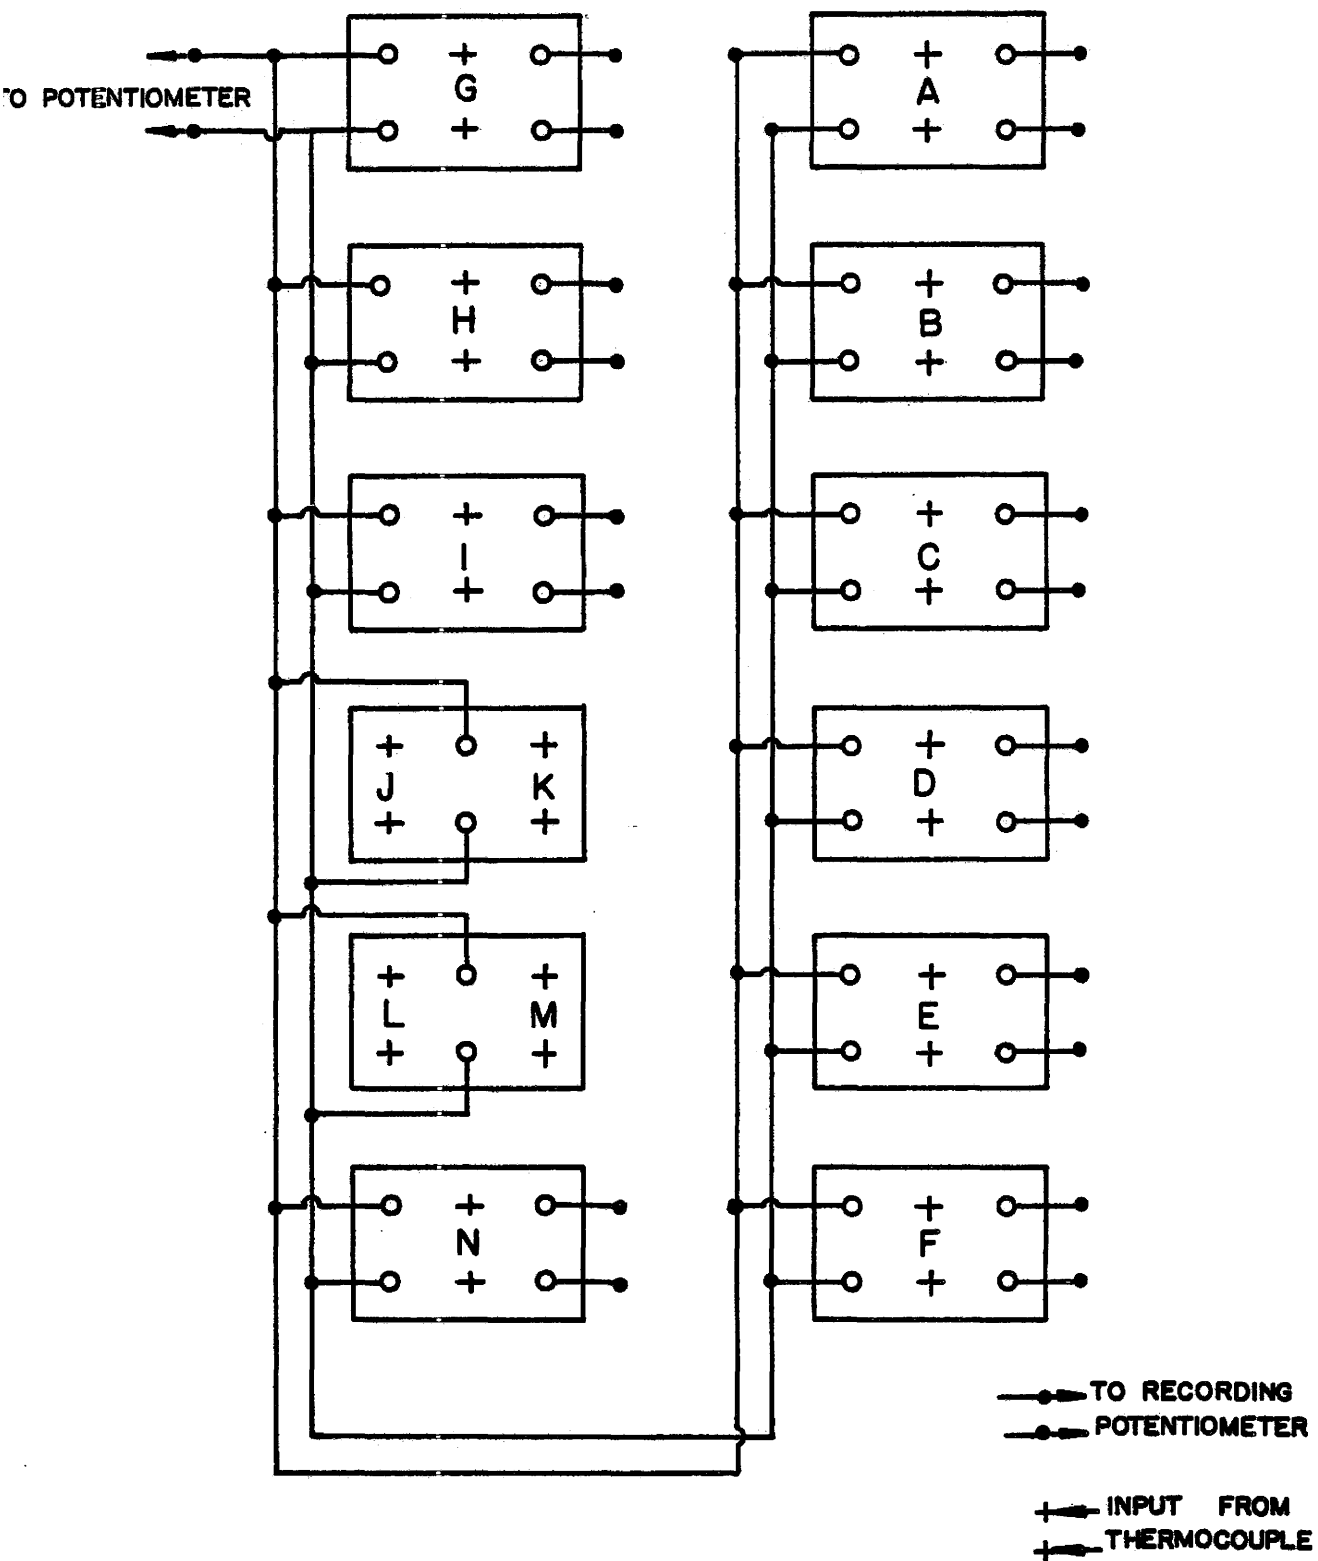 G
A
TO POTENTIOMETER
H
B
I
C
J K
D
L M
E
N
F
TO RECORDING
POTENTIOMETER
INPUT FROM
THERMOCOUPLE